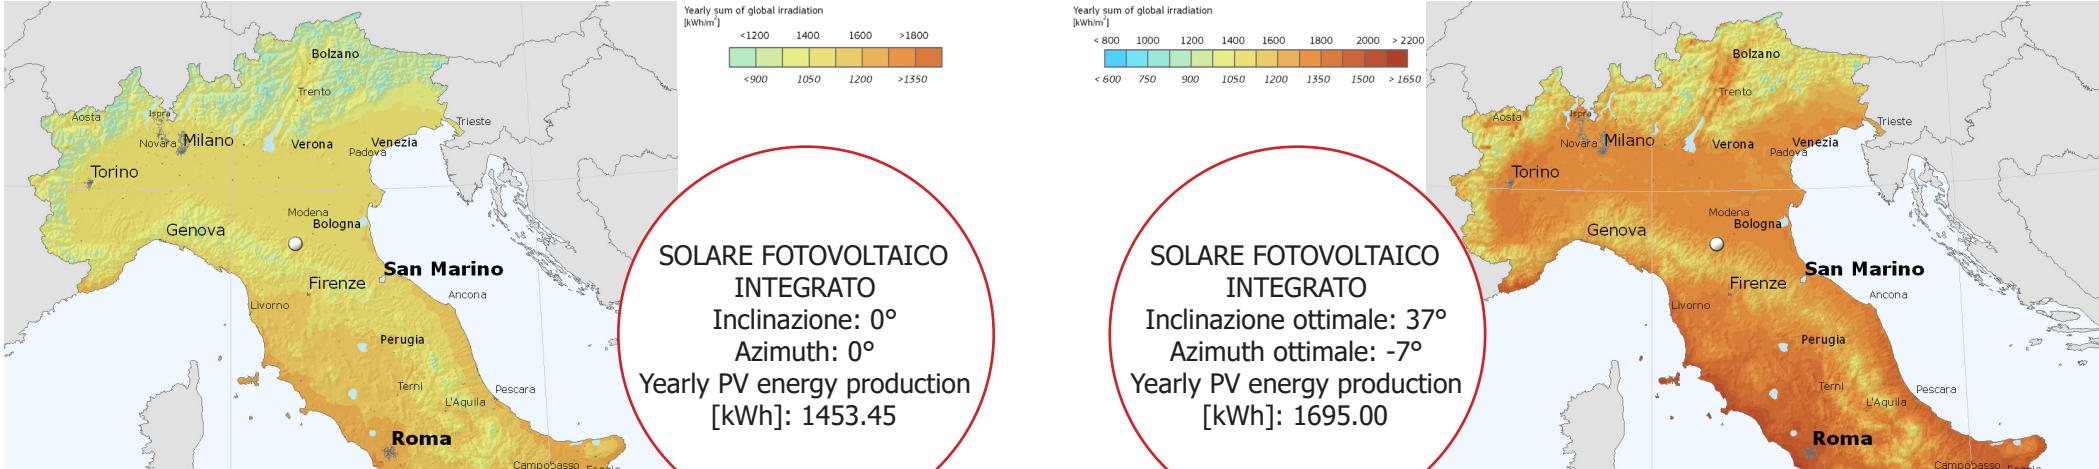 Yearly sum of global irradiation
[kWh/m²]
<1200 1400 1600 >1800
<900 1050 1200 >1350
Bolzano
Trento
Aosta
Ispra
Novara
Milano
Verona
Venezia
Padova
Trieste
Torino
Modena
Bologna
Genova
San Marino
Firenze
Livorno
Ancona
Perugia
Terni
Pescara
L'Aquila
Roma
Campobasso
Foggia
SOLARE FOTOVOLTAICO
INTEGRATO
Inclinazione: 0°
Azimuth: 0°
Yearly PV energy production
[kWh]: 1453.45
Yearly sum of global irradiation
[kWh/m²]
< 800 1000 1200 1400 1600 1800 2000 > 2200
< 600 750 900 1050 1200 1350 1500 > 1650
SOLARE FOTOVOLTAICO
INTEGRATO
Inclinazione ottimale: 37°
Azimuth ottimale: -7°
Yearly PV energy production
[kWh]: 1695.00
Bolzano
Trento
Aosta
Ispra
Novara
Milano
Verona
Venezia
Padova
Trieste
Torino
Modena
Bologna
Genova
San Marino
Firenze
Livorno
Ancona
Perugia
Terni
Pescara
L'Aquila
Roma
Campobasso
Foggia